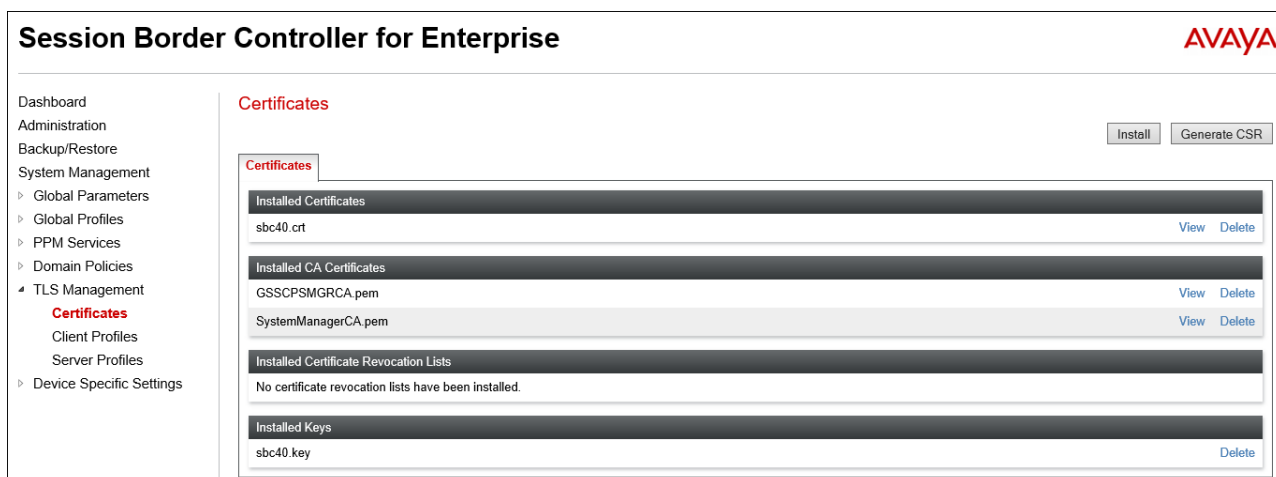 Session Border Controller for Enterprise
AVAYA
Dashboard
Administration
Backup/Restore
System Management
Global Parameters
Global Profiles
PPM Services
Domain Policies
TLS Management
Certificates
Client Profiles
Server Profiles
Device Specific Settings
Certificates
Install Generate CSR
Certificates
Installed Certificates
sbc40.crt View Delete
Installed CA Certificates
GSSCPSMGRCA.pem View Delete
SystemManagerCA.pem View Delete
Installed Certificate Revocation Lists
No certificate revocation lists have been installed.
Installed Keys
sbc40.key Delete